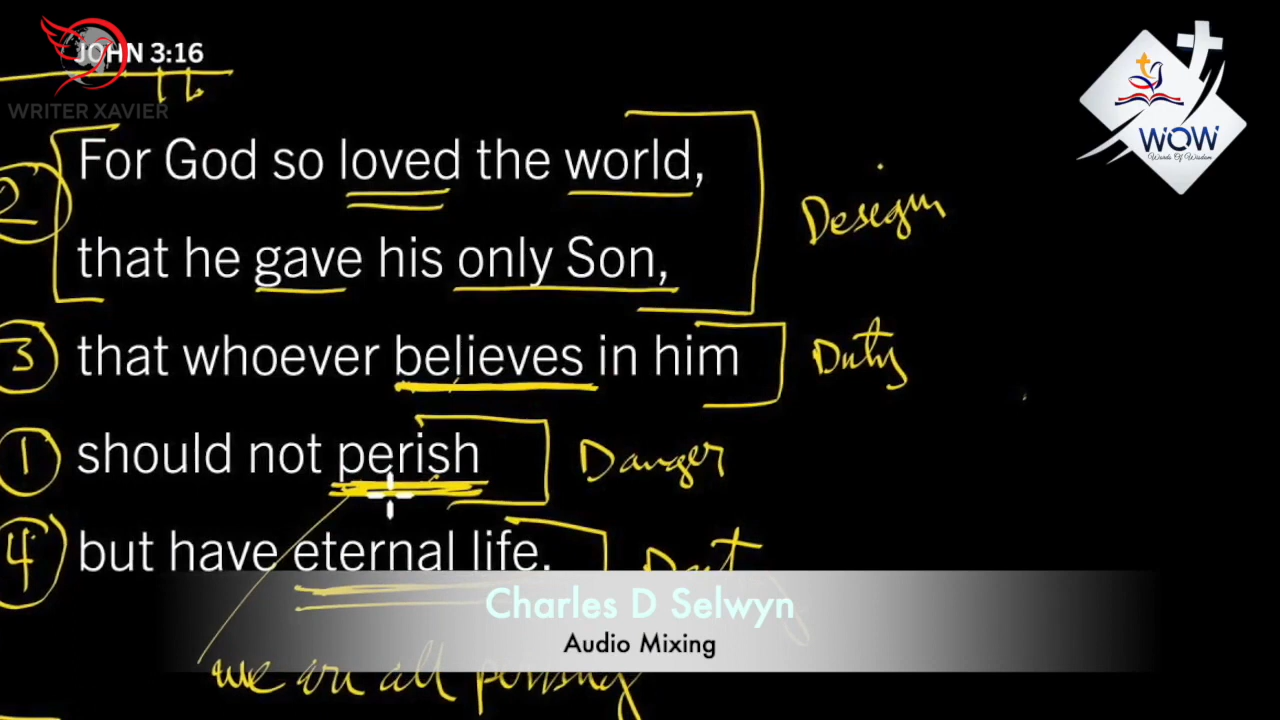 JOHN 3:16
WRITER XAVIER
WOW
Words Of Wisdom
② For God so loved the world,
that he gave his only Son,
Desegm
③ that whoever believes in him
Duty
① should not perish
Danger
④ but have eternal life.
Charles D Selwyn
Audio Mixing
we are all